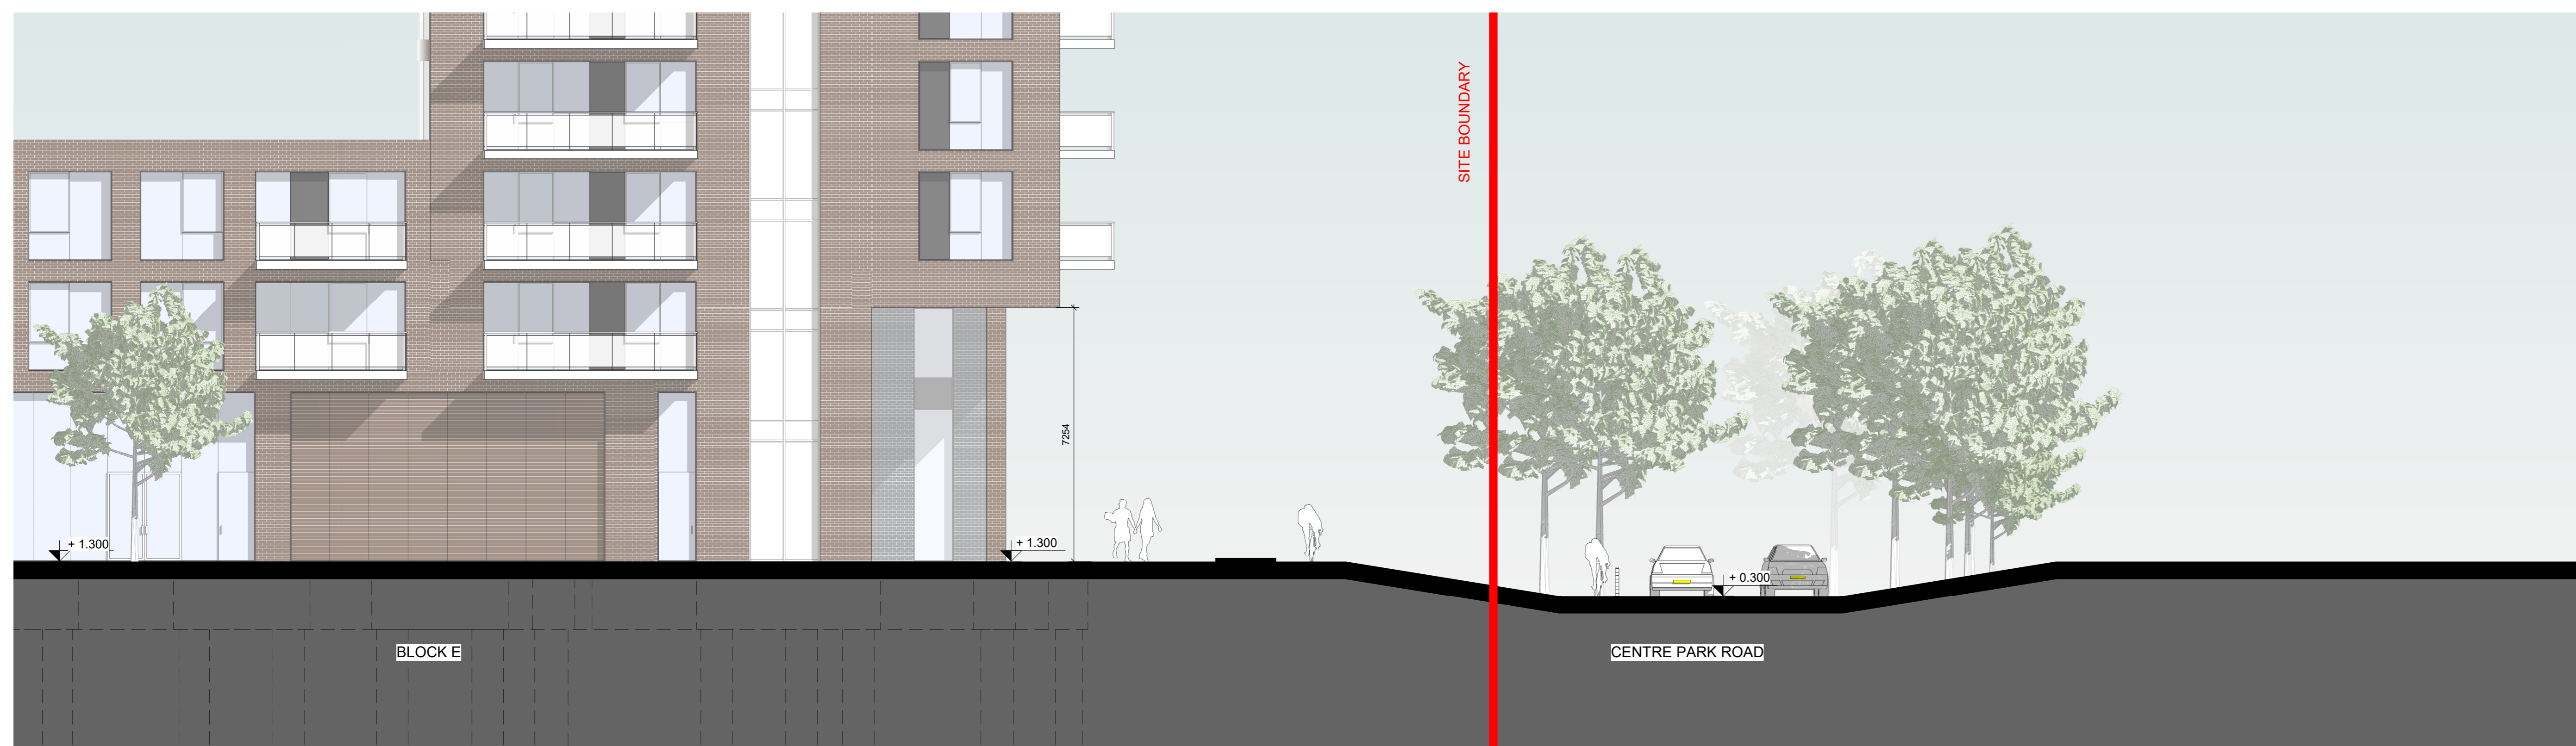 SITE BOUNDARY
7254
+ 1.300
+ 1.300
+ 0.300
BLOCK E
CENTRE PARK ROAD